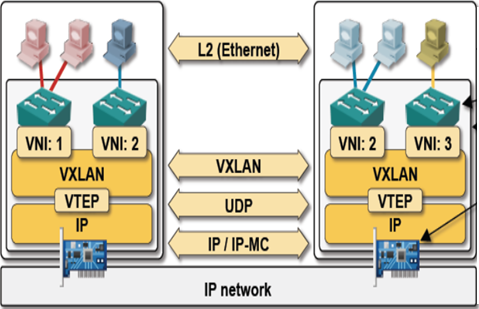 L2 (Ethernet)
VNI: 1
VNI: 2
VNI: 2
VNI: 3
VXLAN
VXLAN
VXLAN
VTEP
UDP
VTEP
IP
IP / IP-MC
IP
IP network